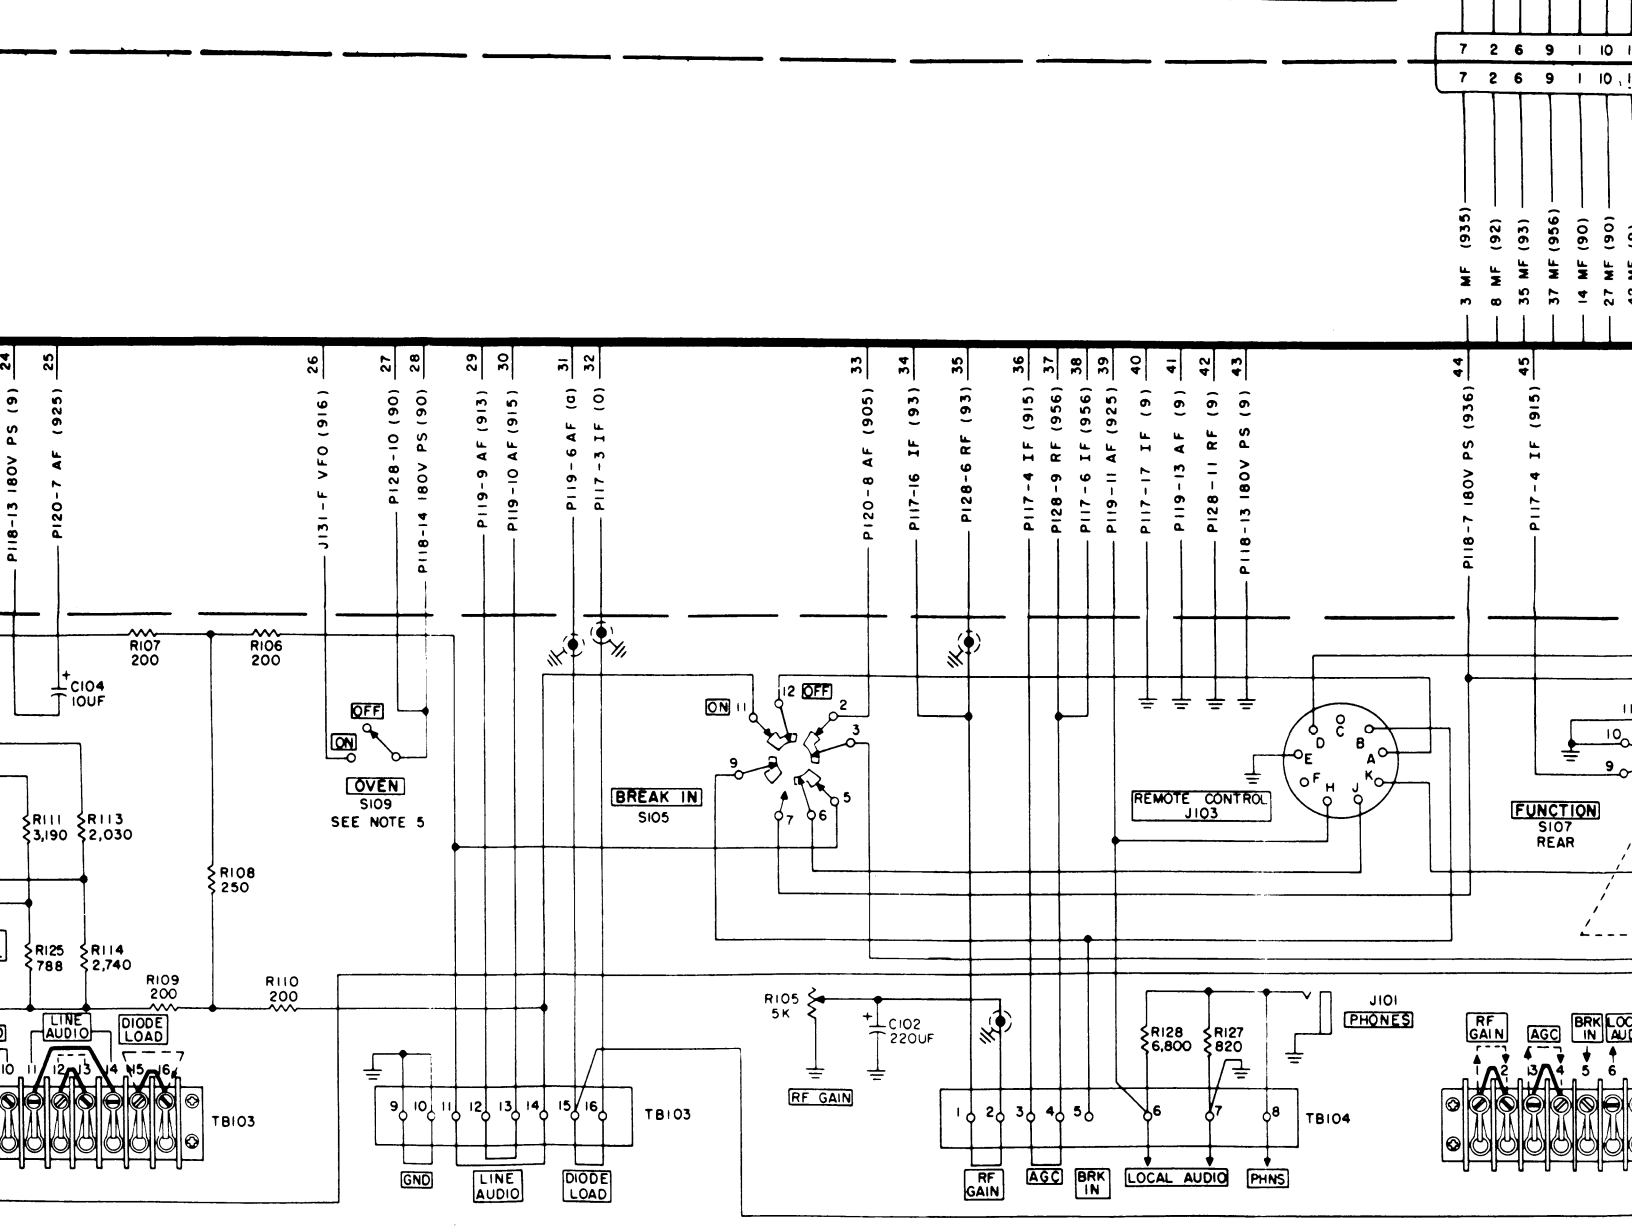 7 2 6 9 1 10
7 2 6 9 1 10
3 MF (935)
8 MF (92)
35 MF (93)
37 MF (956)
14 MF (90)
27 MF (90)
24
25
26
27
28
29
30
31
32
33
34
35
36
37
38
39
40
41
42
43
44
45
P118-13 180V PS (9)
P120-7 AF (925)
J131-F VFO (916)
P128-10 (90)
P118-14 180V PS (90)
P119-9 AF (913)
P119-10 AF (915)
P119-6 AF (0)
P117-3 IF (0)
P120-8 AF (905)
P117-16 IF (93)
P128-6 RF (93)
P117-4 IF (915)
P128-9 RF (956)
P117-6 IF (956)
P119-11 AF (925)
P117-17 IF (9)
P119-13 AF (9)
P128-11 RF (9)
P118-13 180V PS (9)
P118-7 180V PS (936)
P117-4 IF (915)
R107
200
R106
200
+
C104
10UF
OFF
ON
OVEN
S109
SEE NOTE 5
ON 11
12 OFF
2
3
9
5
7
6
BREAK IN
S105
C
D
B
E
A
F
K
H
J
REMOTE CONTROL
J103
11
10
9
FUNCTION
S107
REAR
R111
3,190
R113
2,030
R108
250
R125
788
R114
2,740
R109
200
R110
200
R105
5K
+
C102
220UF
RF GAIN
R128
6,800
R127
820
J101
PHONES
LINE
AUDIO
DIODE
LOAD
10 11 12 13 14 15 16
TB103
9 10 11 12 13 14 15 16
TB103
GND
LINE
AUDIO
DIODE
LOAD
1 2 3 4 5 6 7 8
TB104
RF
GAIN
AGC
BRK
IN
LOCAL AUDIO
PHNS
RF
GAIN
AGC
BRK
IN
2 3 4 5 6